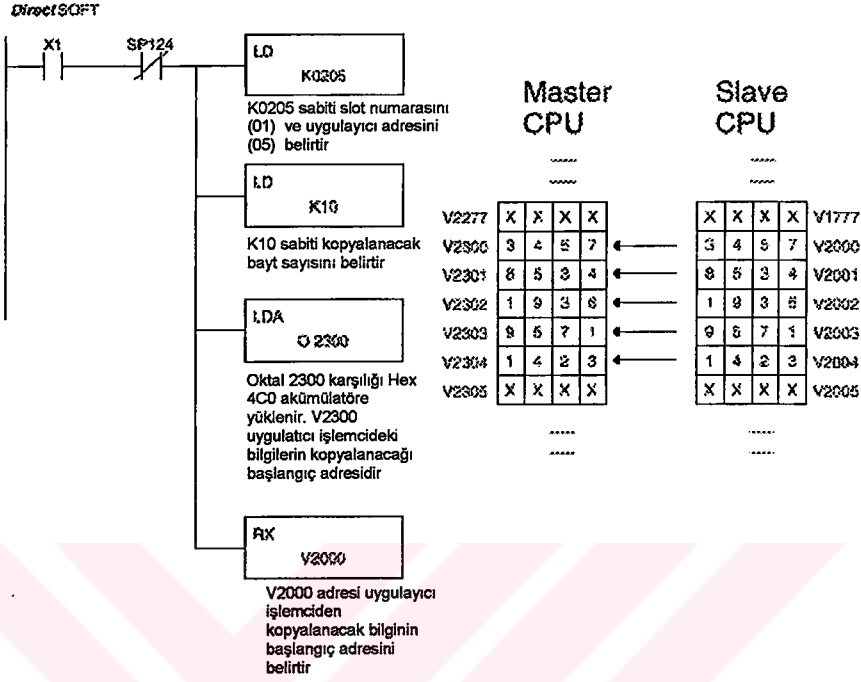 DirectSOFT
X1
SP124
LD
K0205
K0205 sabiti slot numarasını
(01) ve uygulayıcı adresini
(05) belirtir
LD
K10
K10 sabiti kopyalanacak
bayt sayısını belirtir
LDA
O 2300
Oktal 2300 karşılığı Hex
4C0 akümülatöre
yüklenir. V2300
uygulatıcı işlemcideki
bilgilerin kopyalanacağı
başlangıç adresidir
RX
V2000
V2000 adresi uygulayıcı
işlemciden
kopyalanacak bilginin
başlangıç adresini
belirtir
Master
CPU
Slave
CPU
V2277 X X X X X X X X V1777
V2300 3 4 5 7 3 4 5 7 V2000
V2301 8 5 3 4 8 5 3 4 V2001
V2302 1 9 3 6 1 9 3 6 V2002
V2303 9 5 7 1 9 5 7 1 V2003
V2304 1 4 2 3 1 4 2 3 V2004
V2305 X X X X X X X X V2005